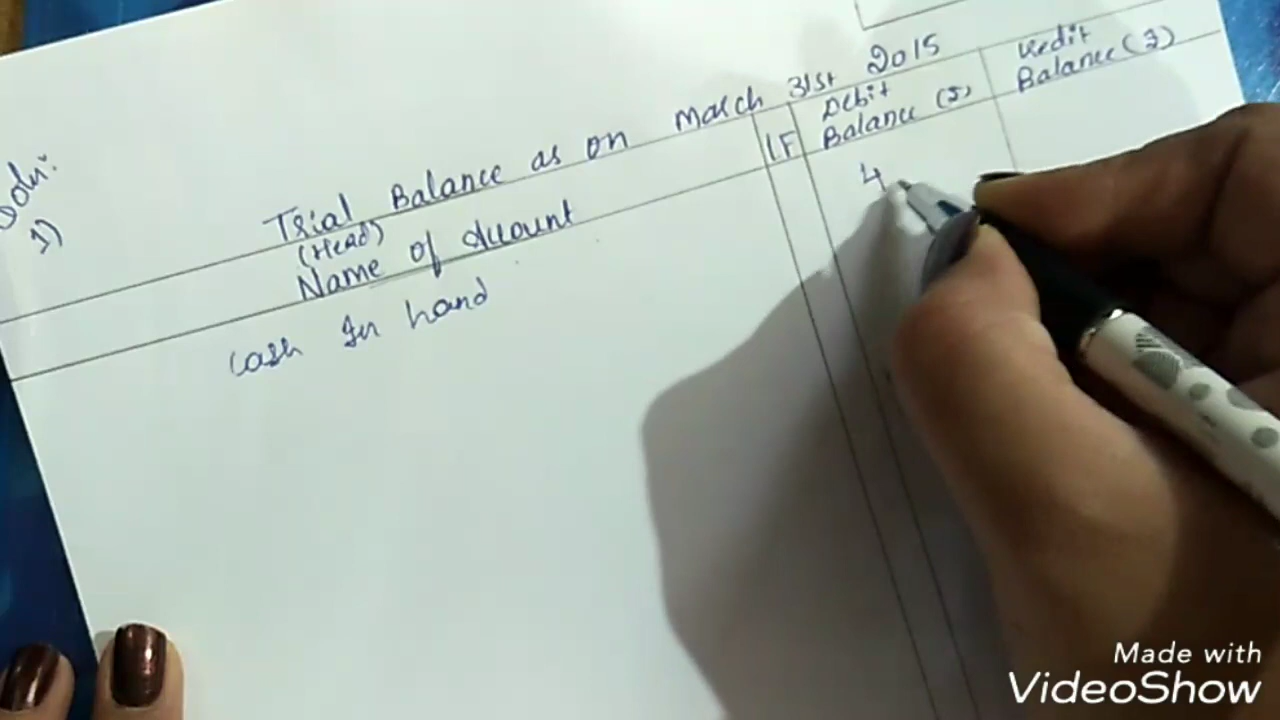 Soln:
1)
Trial Balance as on March 31st 2015
(Head)
Name of Account
LF
Debit
Balance (₹)
Credit
Balance (₹)
Cash In hand
4
Made with
VideoShow